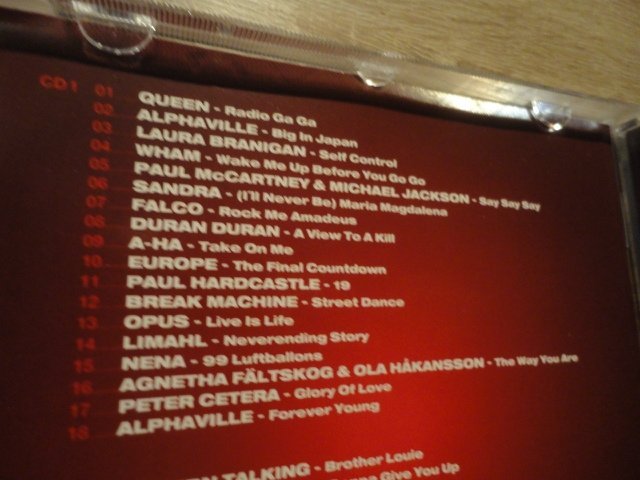 CD 1 01 QUEEN - Radio Ga Ga
02 ALPHAVILLE - Big In Japan
03 LAURA BRANIGAN - Self Control
04 WHAM - Wake Me Up Before You Go Go
05 PAUL McCARTNEY & MICHAEL JACKSON - Say Say Say
06 SANDRA - (I'll Never Be) Maria Magdalena
07 FALCO - Rock Me Amadeus
08 DURAN DURAN - A View To A Kill
09 A-HA - Take On Me
10 EUROPE - The Final Countdown
11 PAUL HARDCASTLE - 19
12 BREAK MACHINE - Street Dance
13 OPUS - Live Is Life
14 LIMAHL - Neverending Story
15 NENA - 99 Luftballons
16 AGNETHA FÄLTSKOG & OLA HÅKANSSON - The Way You Are
17 PETER CETERA - Glory Of Love
18 ALPHAVILLE - Forever Young
TALKING - Brother Louie
Give You Up